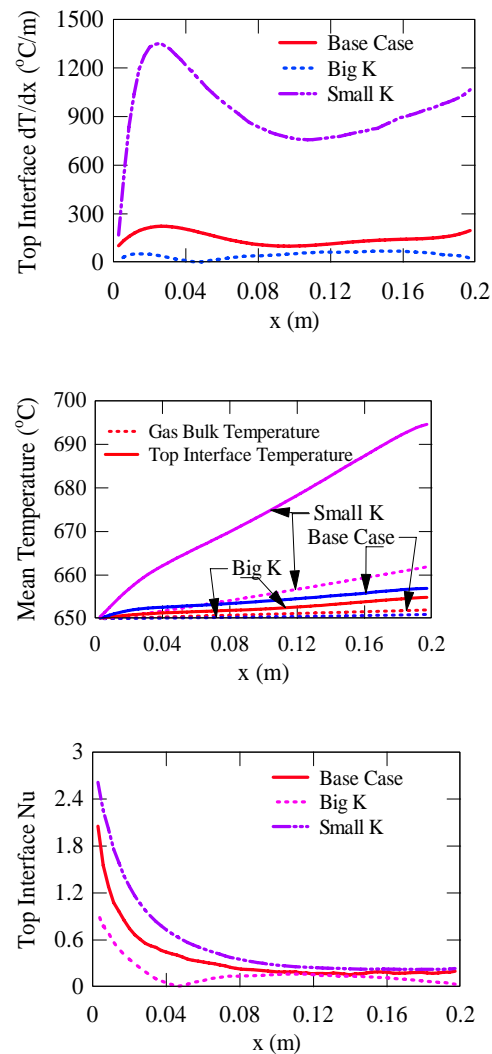 Top Interface dT/dx (°C/m)
1500
1200
900
600
300
0
Base Case
Big K
Small K
0 0.04 0.08 0.12 0.16 0.2
x (m)
Mean Temperature (°C)
700
690
680
670
660
650
Gas Bulk Temperature
Top Interface Temperature
Small K
Base Case
Big K
0 0.04 0.08 0.12 0.16 0.2
x (m)
Top Interface Nu
3
2.4
1.8
1.2
0.6
0
Base Case
Big K
Small K
0 0.04 0.08 0.12 0.16 0.2
x (m)